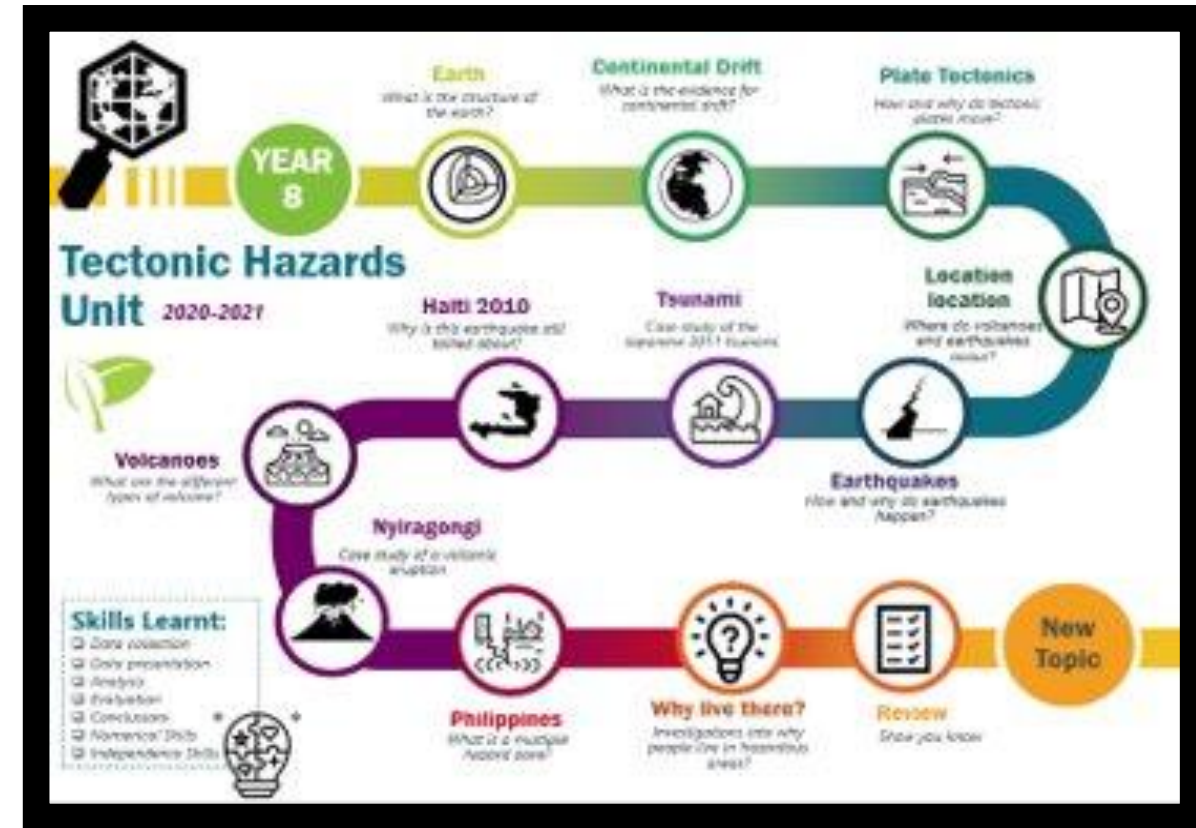 Earth
What is the structure of
the earth?
Continental Drift
What is the evidence for
continental drift?
Plate Tectonics
How and why do tectonic
plates move?
YEAR
8
Tectonic Hazards
Unit 2020-2021
Location
location
Where do volcanoes
and earthquakes
occur?
Tsunami
Case study of the
Japanese 2011 tsunami
Haiti 2010
Why is this earthquake still
talked about?
Earthquakes
How and why do earthquakes
happen?
Volcanoes
What are the different
types of volcano?
Nyiragongi
Case study of a volcanic
eruption
Philippines
What is a multiple
hazard zone?
Why live there?
Investigations into why
people live in hazardous
areas?
Review
Show you know
New
Topic
Skills Learnt:
Data collection
Data presentation
Analysis
Evaluation
Conclusions
Numerical Skills
Independence Skills